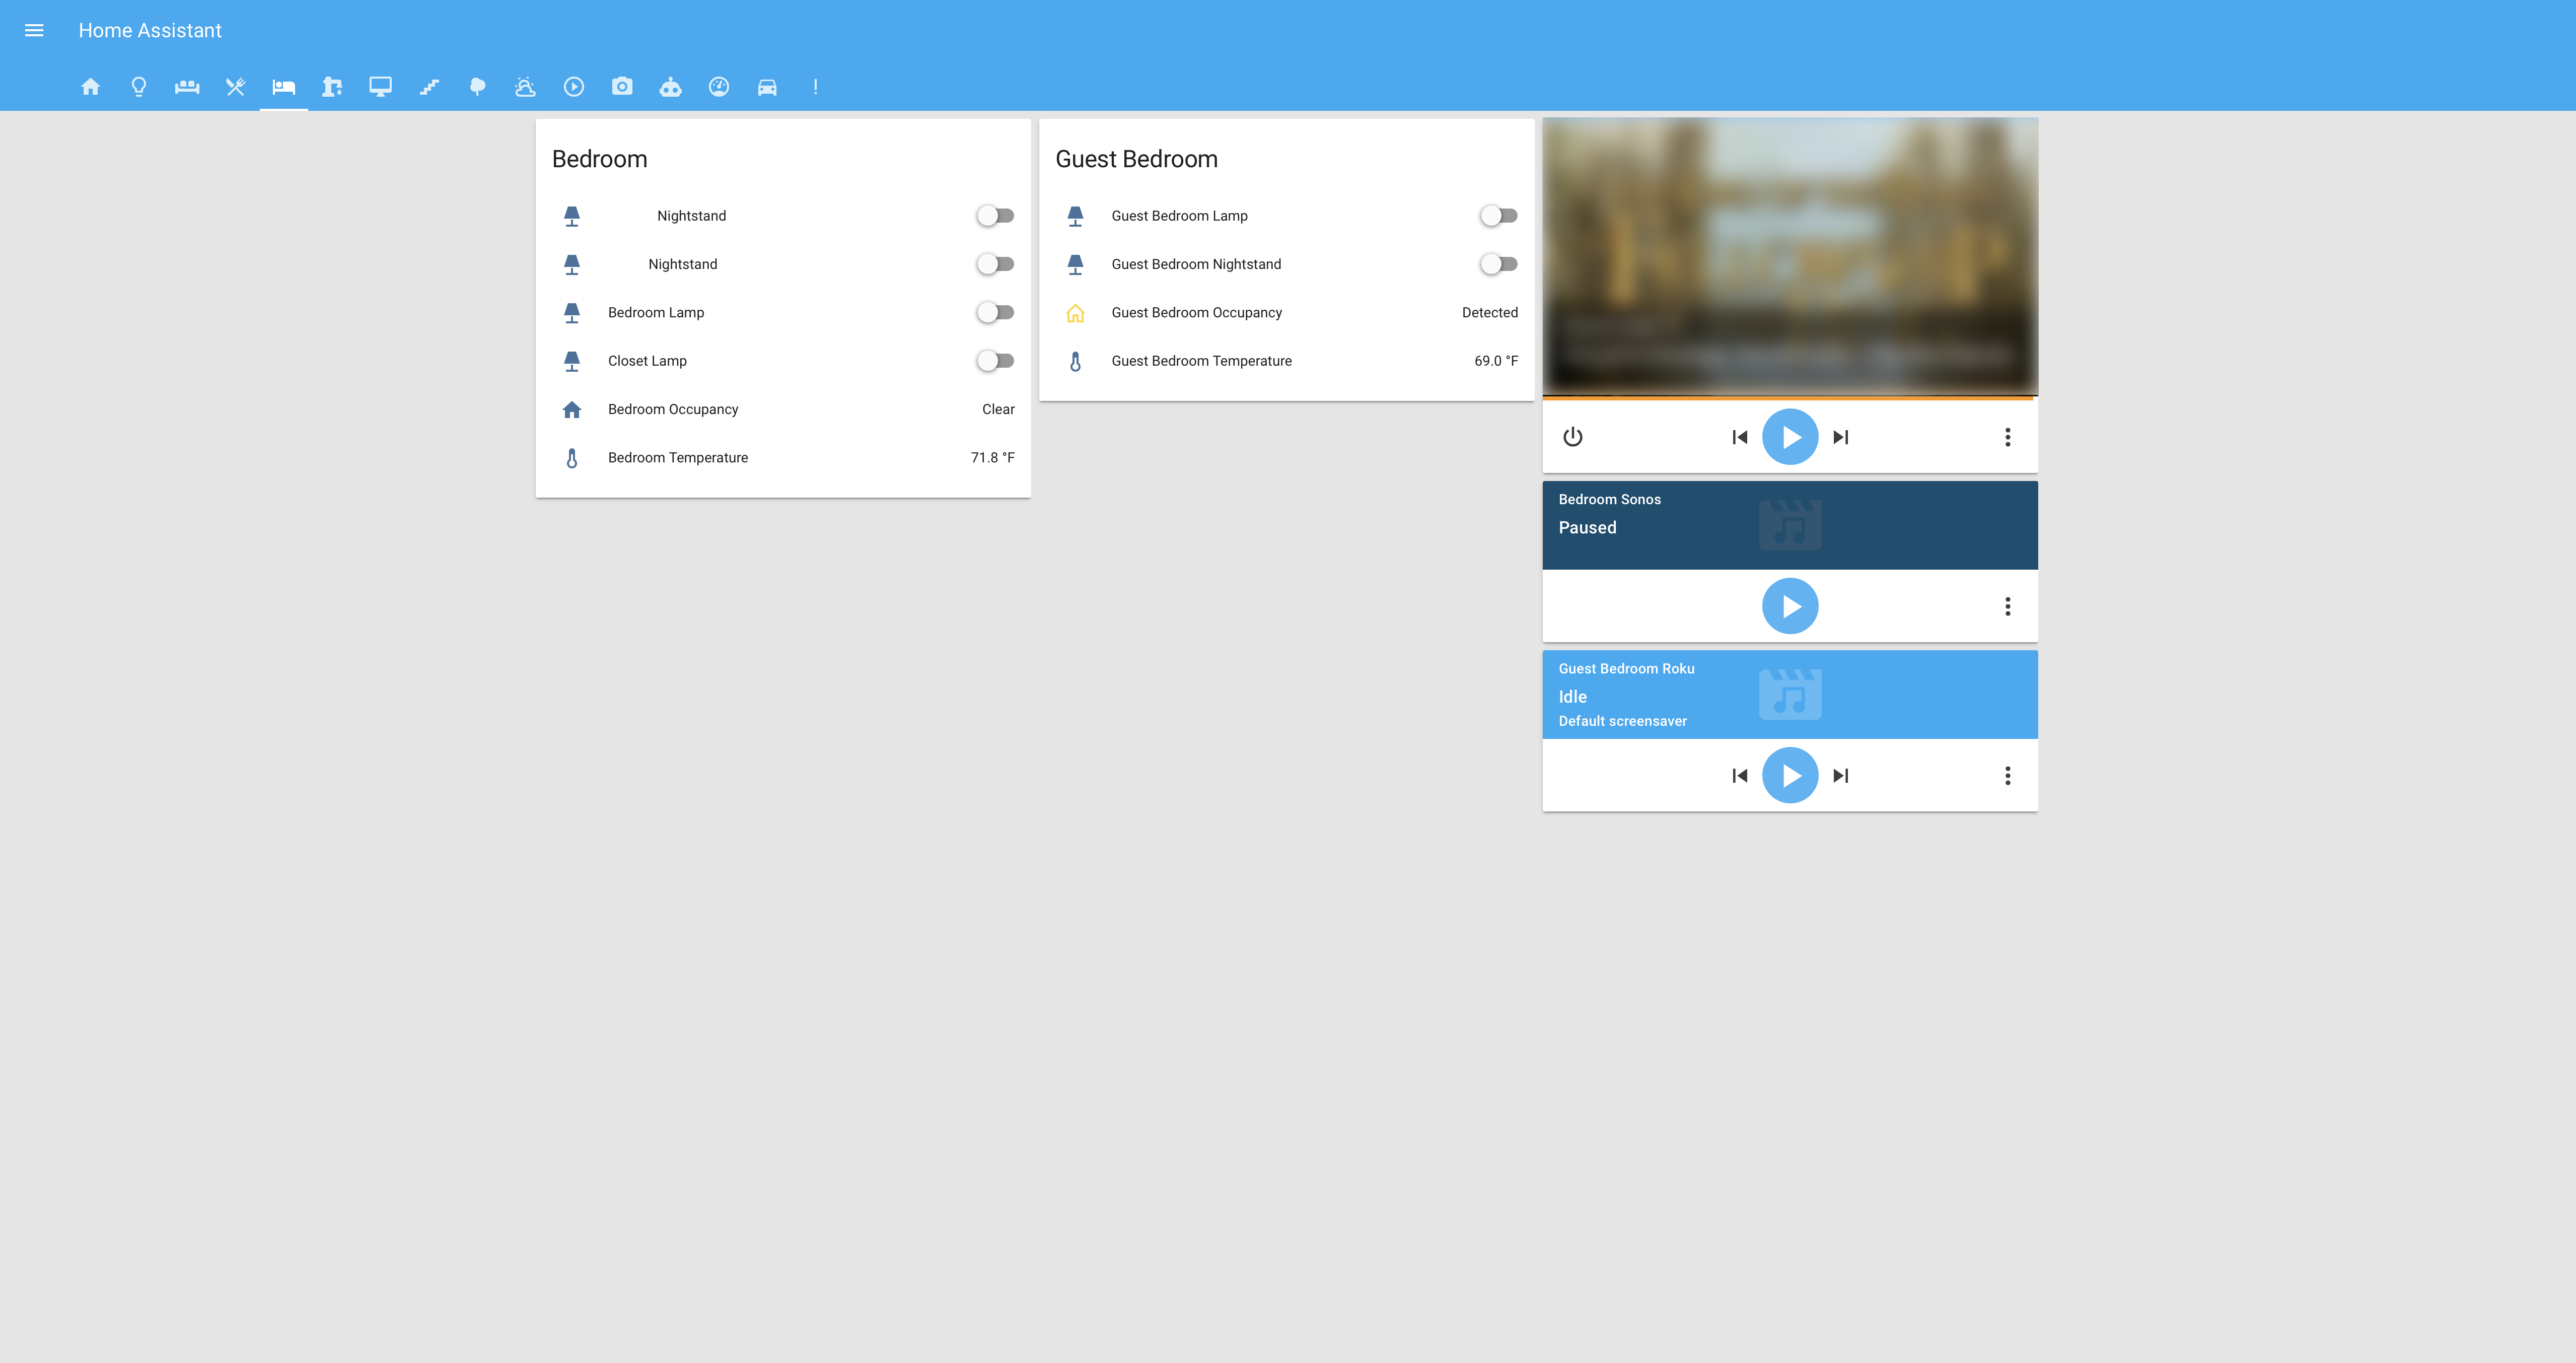 Home Assistant
Bedroom
Nightstand
Nightstand
Bedroom Lamp
Closet Lamp
Bedroom Occupancy Clear
Bedroom Temperature 71.8 °F
Guest Bedroom
Guest Bedroom Lamp
Guest Bedroom Nightstand
Guest Bedroom Occupancy Detected
Guest Bedroom Temperature 69.0 °F
Bedroom Sonos
Paused
Guest Bedroom Roku
Idle
Default screensaver